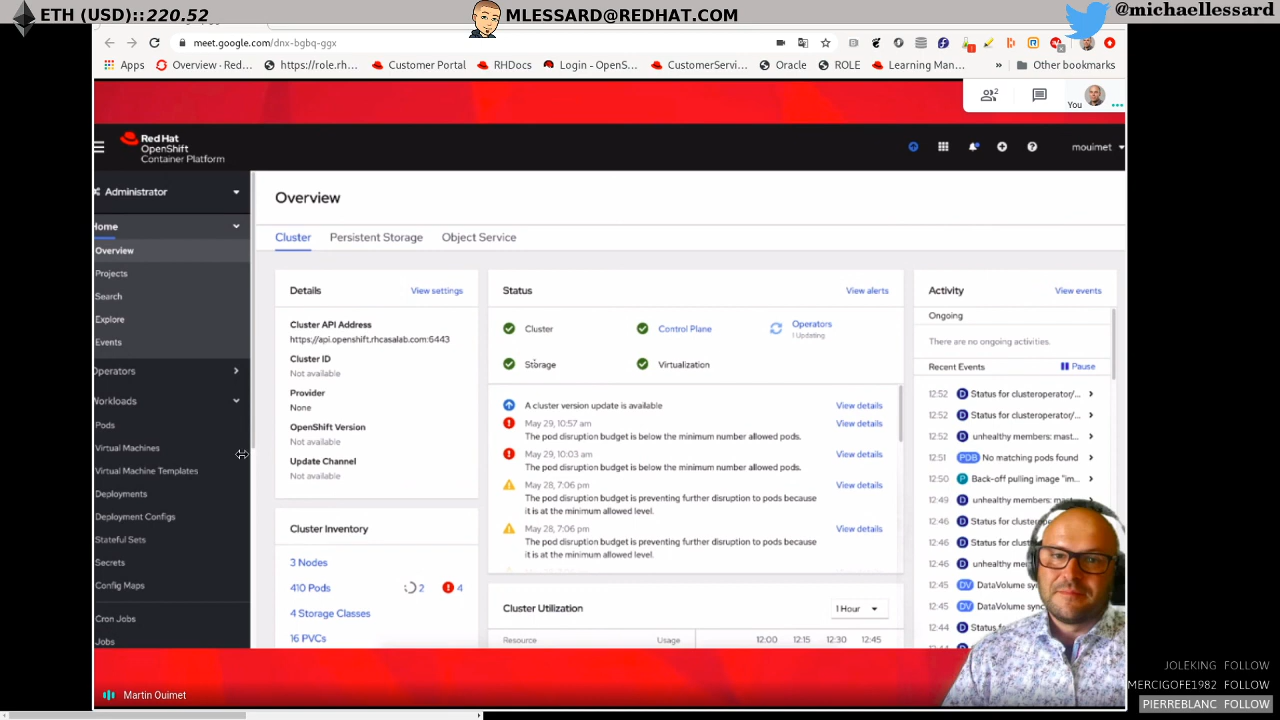 ETH (USD)::220.52
MLESSARD@REDHAT.COM
@michaellessard
meet.google.com/dnx-bgbq-ggx
Apps
Overview · Red...
https://role.rh...
Customer Portal
RHDocs
Login - OpenS...
CustomerServi...
Oracle
ROLE
Learning Man...
»
Other bookmarks
2
You
Red Hat
OpenShift
Container Platform
mouimet
Administrator
Home
Overview
Projects
Search
Explore
Events
Operators
Workloads
Pods
Virtual Machines
Virtual Machine Templates
Deployments
Deployment Configs
Stateful Sets
Secrets
Config Maps
Cron Jobs
Jobs
Overview
Cluster
Persistent Storage
Object Service
Details
View settings
Cluster API Address
https://api.openshift.rhcasalab.com:6443
Cluster ID
Not available
Provider
None
OpenShift Version
Not available
Update Channel
Not available
Cluster Inventory
3 Nodes
410 Pods
2
4
4 Storage Classes
16 PVCs
Status
View alerts
Cluster
Control Plane
Operators
1 Updating
Storage
Virtualization
A cluster version update is available
View details
May 29, 10:57 am
View details
The pod disruption budget is below the minimum number allowed pods.
May 29, 10:03 am
View details
The pod disruption budget is below the minimum number allowed pods.
May 28, 7:06 pm
View details
The pod disruption budget is preventing further disruption to pods because
it is at the minimum allowed level.
May 28, 7:06 pm
View details
The pod disruption budget is preventing further disruption to pods because
it is at the minimum allowed level.
Cluster Utilization
1 Hour
Resource
Usage
12:00
12:15
12:30
12:45
Activity
View events
Ongoing
There are no ongoing activities.
Recent Events
Pause
12:52 D Status for clusteroperator/...
12:52 D Status for clusteroperator/...
12:52 D unhealthy members: mast...
12:51 PDB No matching pods found
12:50 P Back-off pulling image "im...
12:49 D unhealthy members: m
12:46 D Status for clusterop
12:46 D Status for clust
12:46 D unhealthy me
12:45 DV DataVolume sync
12:45 DV DataVolume sync
12:44 D Status fo
Martin Ouimet
JOLEKING FOLLOW
MERCIGOFE1982 FOLLOW
PIERREBLANC FOLLOW